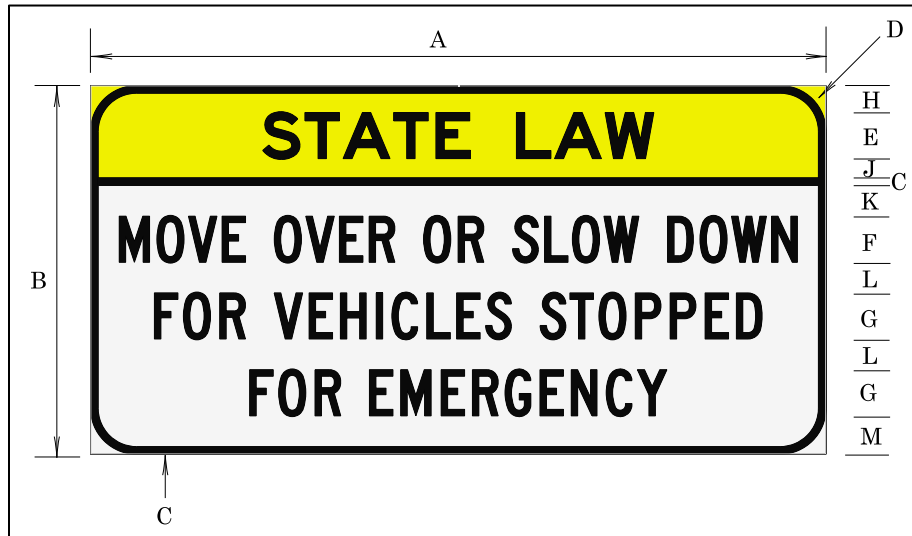 A
D
H
STATE LAW
E
J
C
K
MOVE OVER OR SLOW DOWN
F
B
L
FOR VEHICLES STOPPED
G
L
FOR EMERGENCY
G
M
C